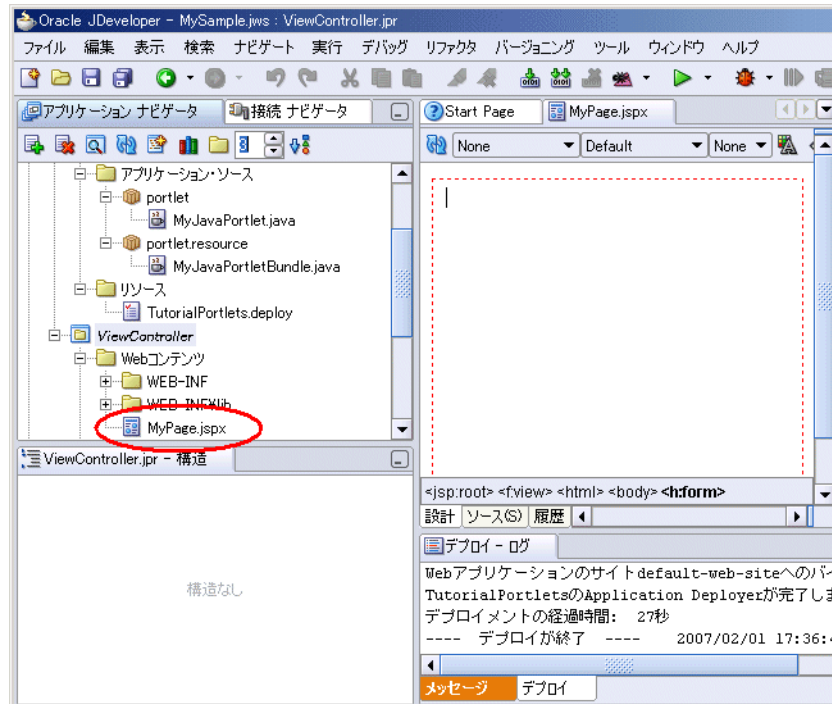 Oracle JDeveloper - MySample.jws : ViewController.jpr
ファイル 編集 表示 検索 ナビゲート 実行 デバッグ リファクタ バージョニング ツール ウィンドウ ヘルプ
アプリケーション ナビゲータ
接続 ナビゲータ
アプリケーション・ソース
portlet
MyJavaPortlet.java
portlet.resource
MyJavaPortletBundle.java
リソース
TutorialPortlets.deploy
ViewController
Webコンテンツ
WEB-INF
WEB-INF¥lib
MyPage.jspx
ViewController.jpr - 構造
構造なし
Start Page
MyPage.jspx
None Default None
<jsp:root> <f:view> <html> <body> <h:form>
設計 ソース(S) 履歴
デプロイ - ログ
Webアプリケーションのサイトdefault-web-siteへのバ
TutorialPortletsのApplication Deployerが完了しま
デプロイメントの経過時間: 27秒
---- デプロイが終了 ---- 2007/02/01 17:36:
メッセージ デプロイ